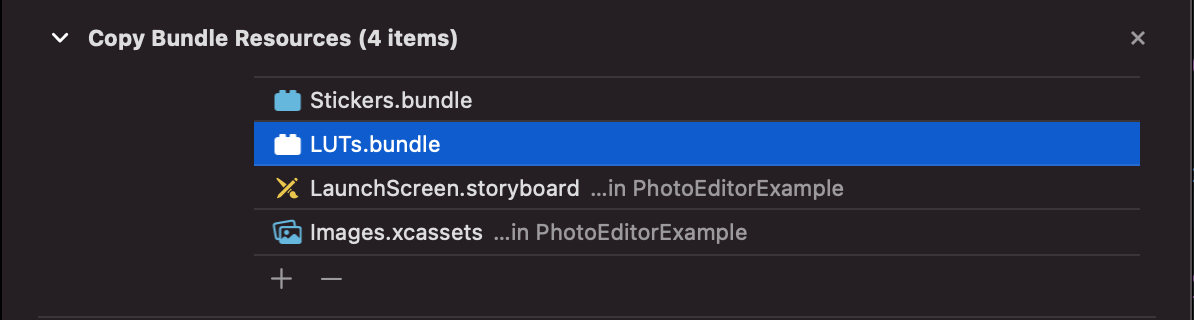 Copy Bundle Resources (4 items)
Stickers.bundle
LUTs.bundle
LaunchScreen.storyboard ...in PhotoEditorExample
Images.xcassets ...in PhotoEditorExample